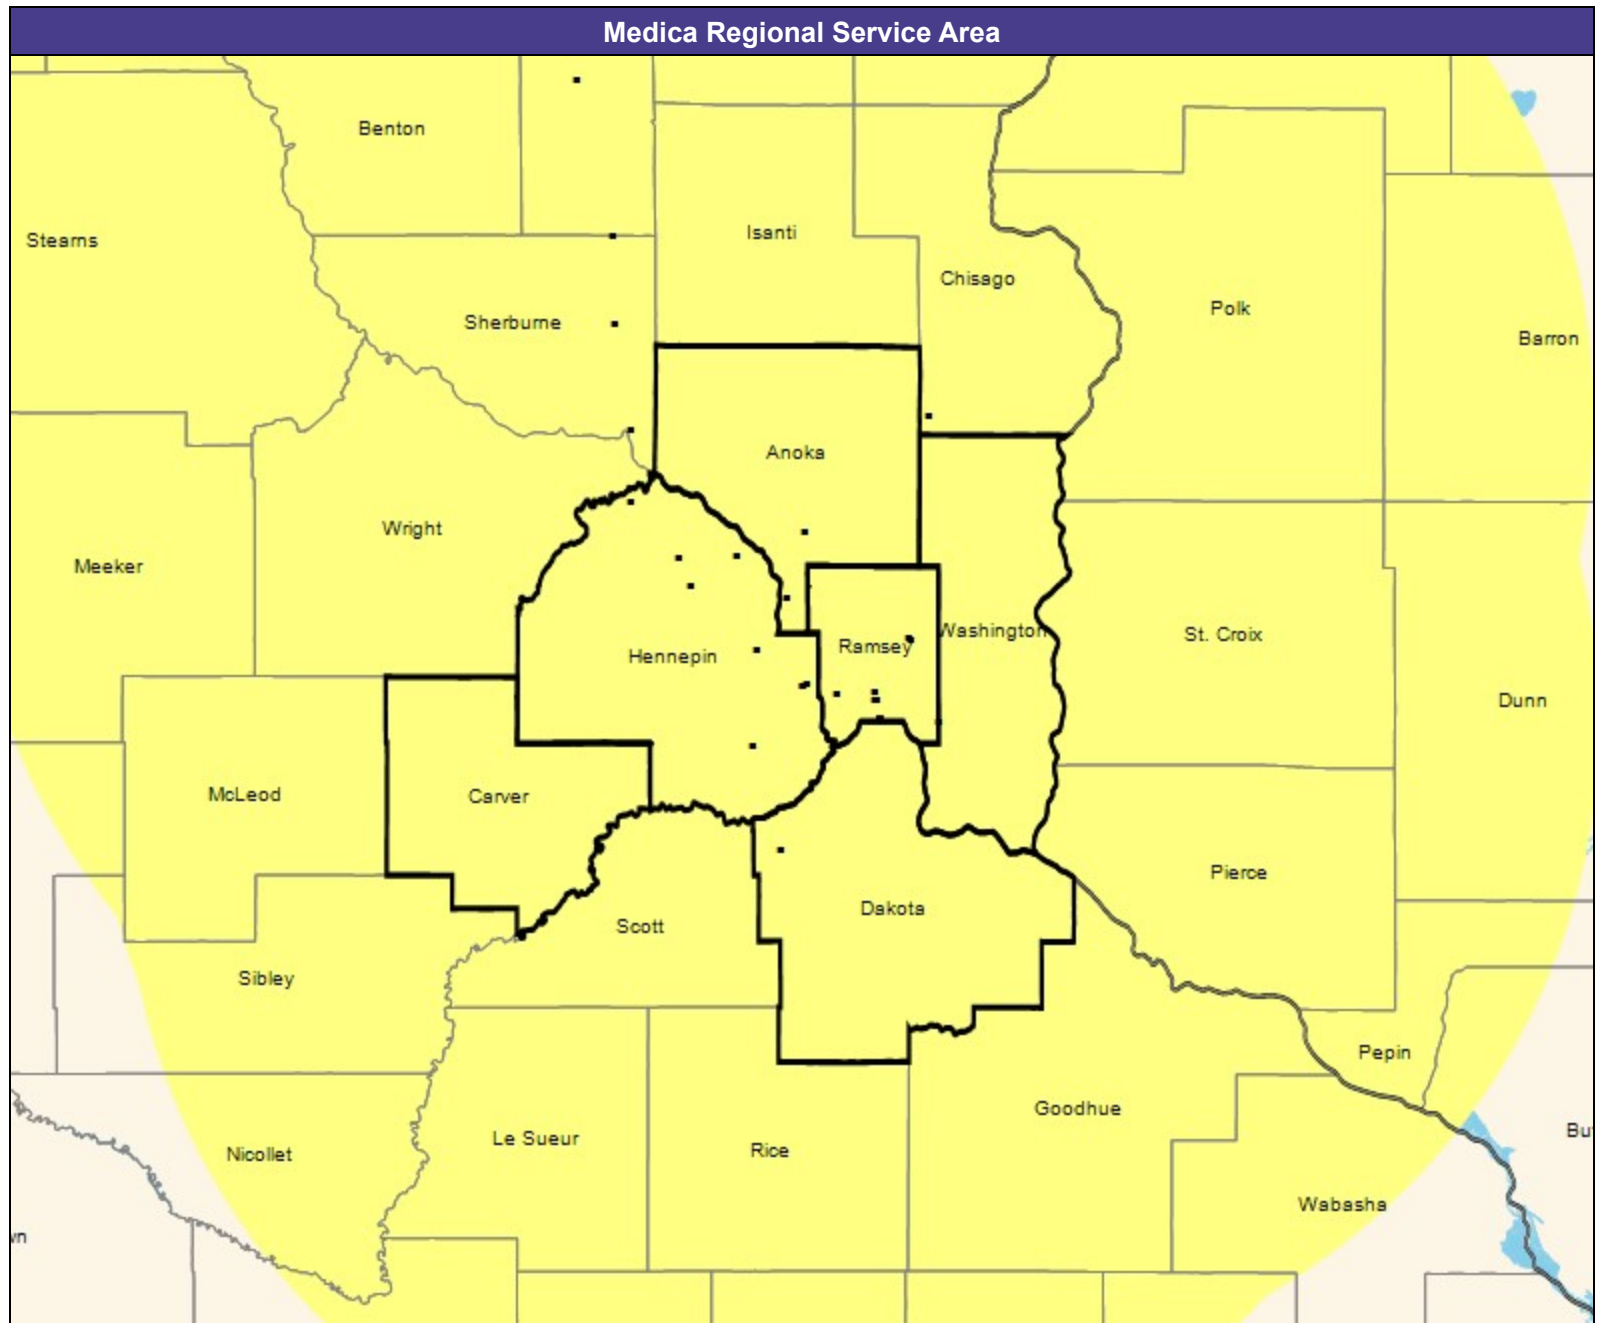 Medica Regional Service Area
Benton
Stearns
Isanti
Chisago
Sherburne
Polk
Barron
Anoka
Wright
Meeker
Washington
St. Croix
Ramsey
Hennepin
Dunn
McLeod
Carver
Pierce
Dakota
Scott
Sibley
Pepin
Goodhue
Bu
Le Sueur
Rice
Nicollet
Wabasha